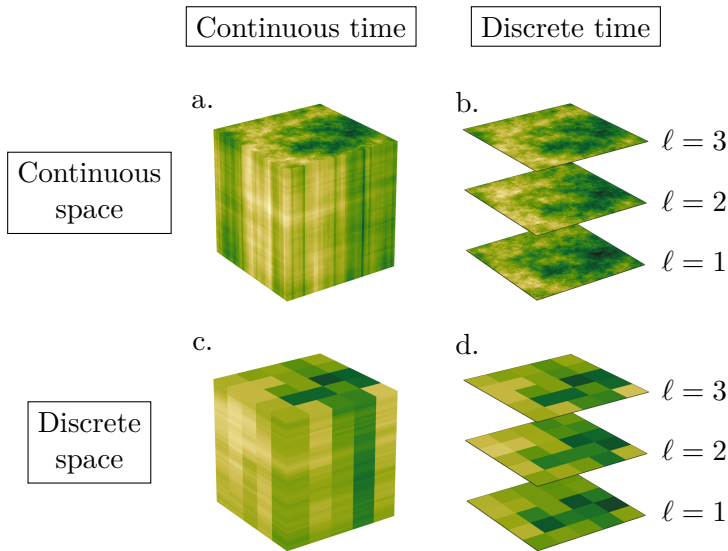 Continuous time
Discrete time
a.
b.
Continuous
space
ℓ = 3
ℓ = 2
ℓ = 1
c.
d.
Discrete
space
ℓ = 3
ℓ = 2
ℓ = 1